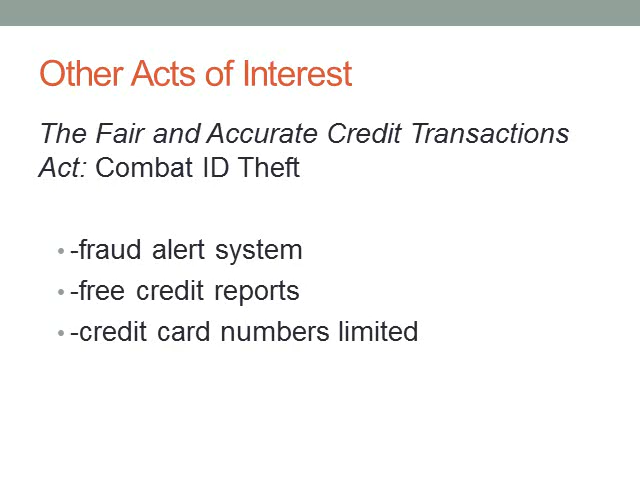 Other Acts of Interest
The Fair and Accurate Credit Transactions
Act: Combat ID Theft
• -fraud alert system
• -free credit reports
• -credit card numbers limited